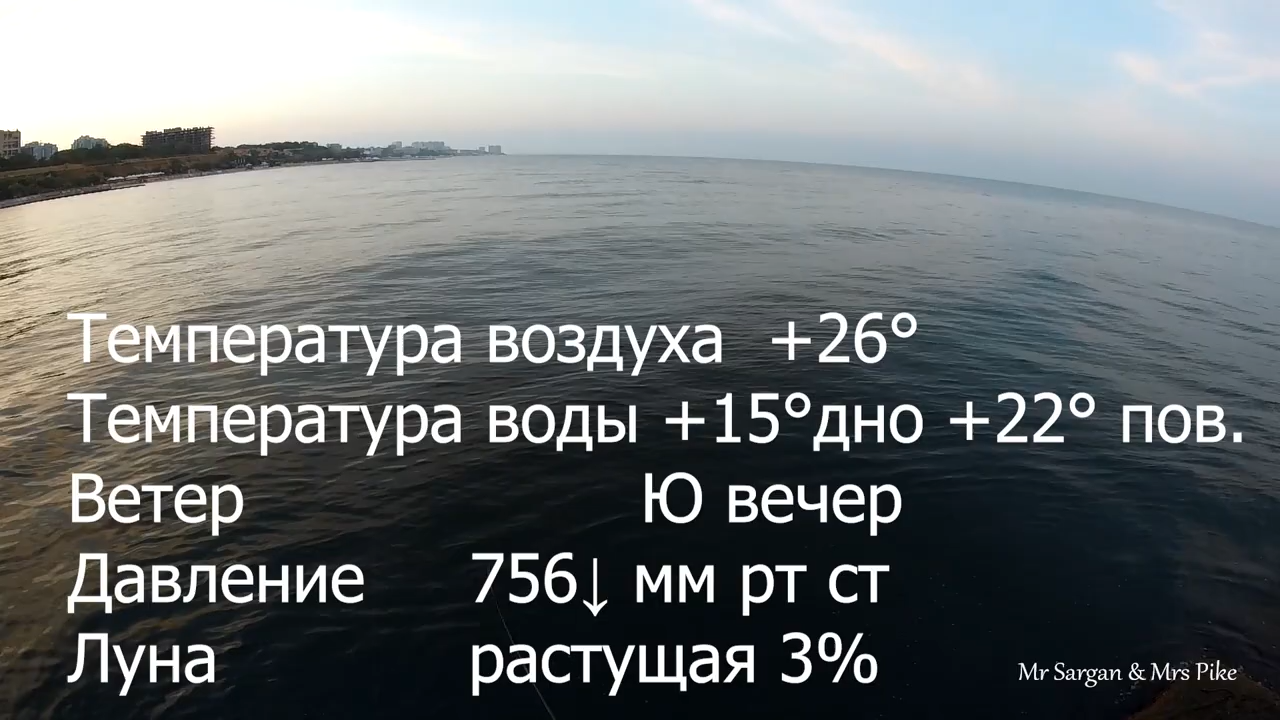 Температура воздуха +26°
Температура воды +15°дно +22° пов.
Ветер Ю вечер
Давление 756↓ мм рт ст
Луна растущая 3%
Mr Sargan & Mrs Pike